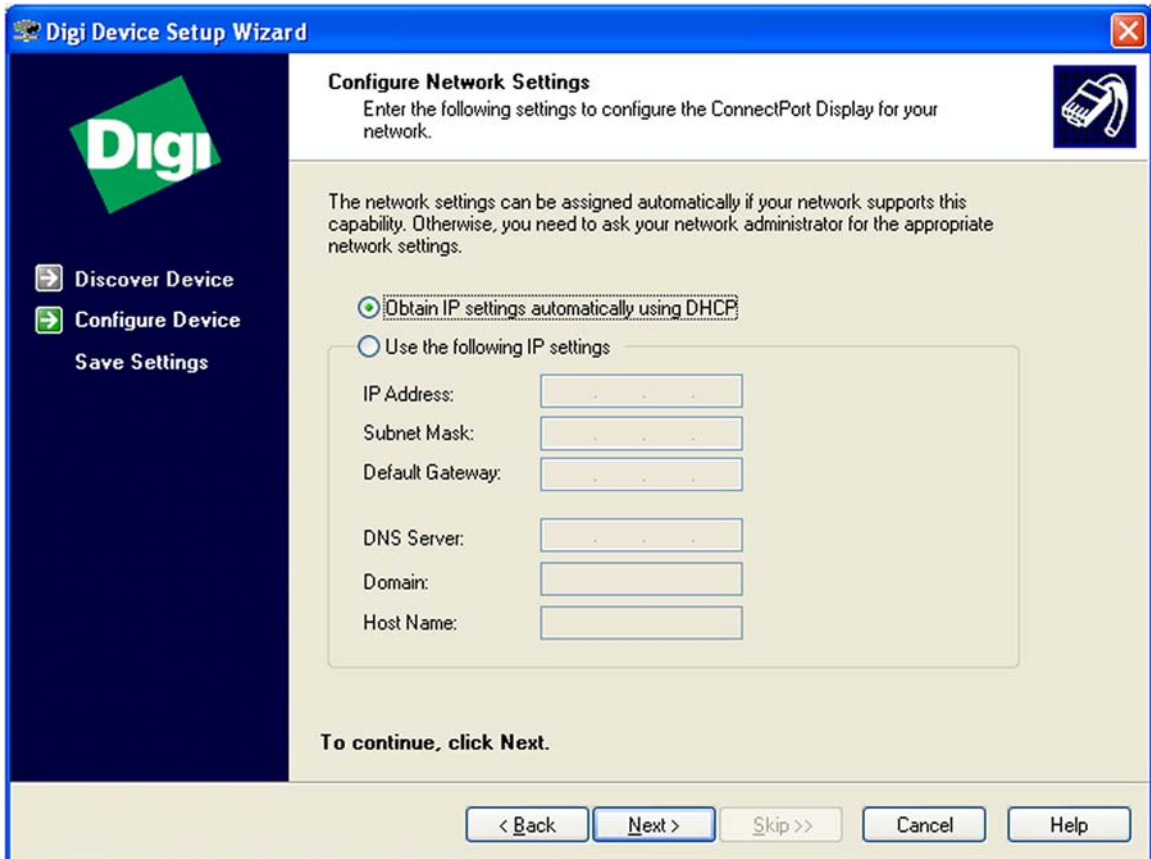 Digi Device Setup Wizard
Digi
Discover Device
Configure Device
Save Settings
Configure Network Settings
Enter the following settings to configure the ConnectPort Display for your
network.
The network settings can be assigned automatically if your network supports this
capability. Otherwise, you need to ask your network administrator for the appropriate
network settings.
Obtain IP settings automatically using DHCP
Use the following IP settings
IP Address:
Subnet Mask:
Default Gateway:
DNS Server:
Domain:
Host Name:
To continue, click Next.
< Back Next > Skip >> Cancel Help